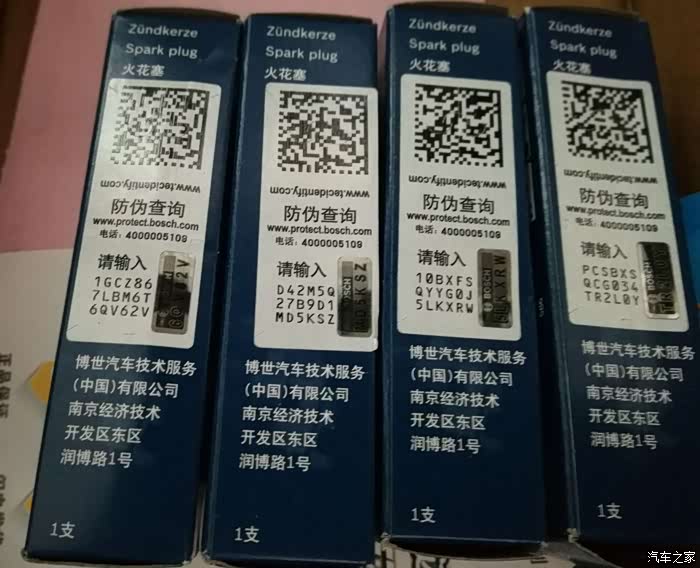 Zündkerze
Spark plug
火花塞
www.tecidentify.com
防伪查询
www.protect.bosch.com
电话：4000005109
请输入
1GCZ86
7LBM6T
6QV62V
博世汽车技术服务
(中国)有限公司
南京经济技术
开发区东区
润博路1号
1支
Zündkerze
Spark plug
火花塞
www.tecidentify.com
防伪查询
www.protect.bosch.com
电话：4000005109
请输入
D42M5Q
27B9D1
MD5KSZ
BOSCH
博世汽车技术服务
(中国)有限公司
南京经济技术
开发区东区
润博路1号
1支
Zündkerze
Spark plug
火花塞
www.tecidentify.com
防伪查询
www.protect.bosch.com
电话：4000005109
请输入
10BXFS
QYYG0J
5LKXRW
BOSCH
5LKXRW
博世汽车技术服务
(中国)有限公司
南京经济技术
开发区东区
润博路1号
1支
Zündkerze
Spark plug
火花塞
www.tecidentify.com
防伪查询
www.protect.bosch.com
电话：4000005109
请输入
PCSBXS
QCG034
TR2L0Y
TR2L0Y
博世汽车技术服务
(中国)有限公司
南京经济技术
开发区东区
润博路1号
1支
汽车之家